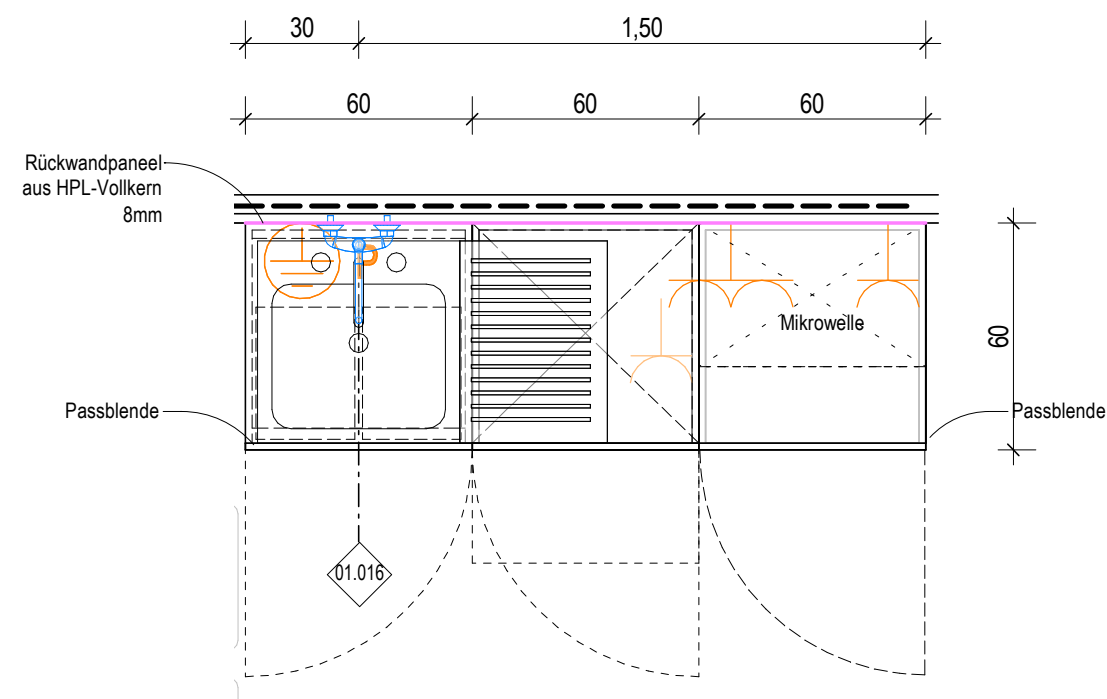 30
1,50
60
60
60
Rückwandpaneel
aus HPL-Vollkern
8mm
Mikrowelle
60
Passblende
Passblende
01.016